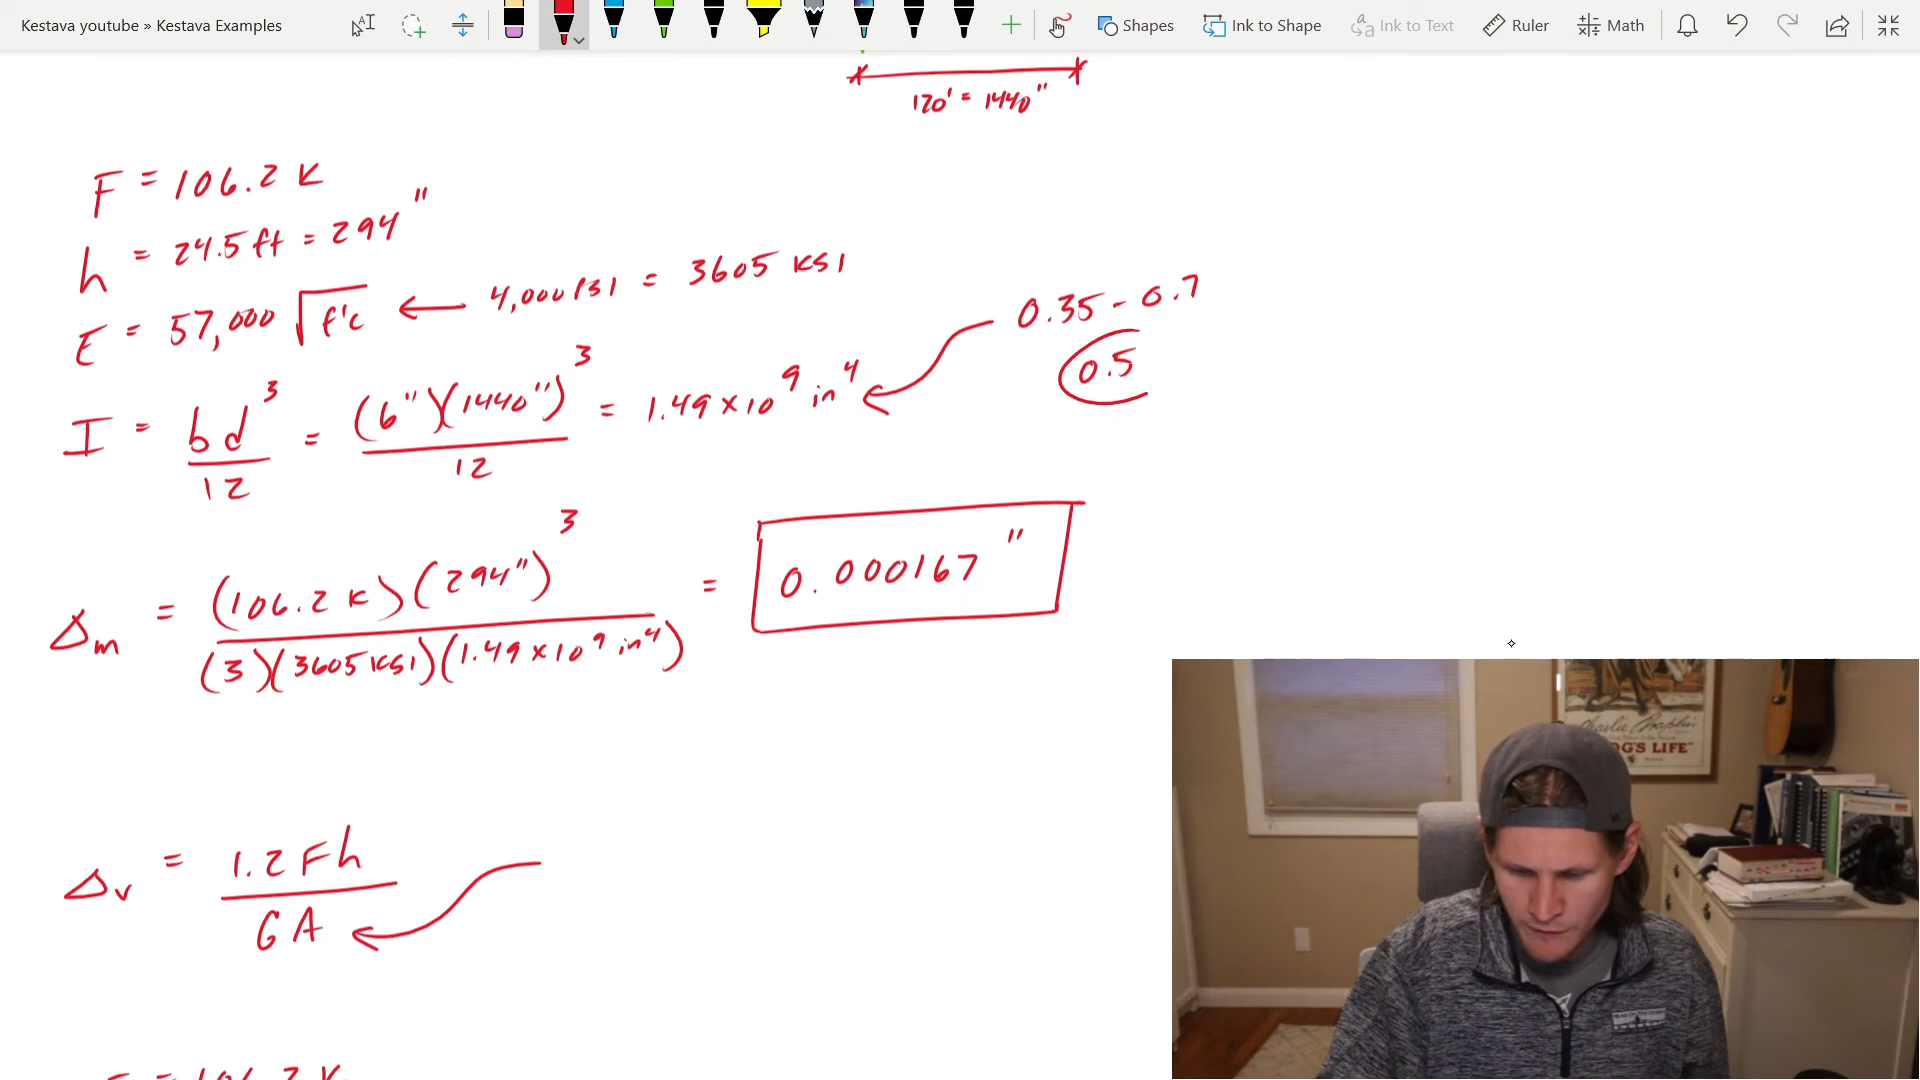 Kestava youtube » Kestava Examples
Shapes
Ink to Shape
Ink to Text
Ruler
Math
120' = 1440"
F = 106.2 K
h = 24.5 ft = 294"
E = 57,000 √f'c ← 4,000 PSI = 3605 KSI
0.35 - 0.7
0.5
I = bd³/12 = (6")(1440")³/12 = 1.49 × 10⁹ in⁴
Δm = (106.2 K)(294")³/(3)(3605 KSI)(1.49 × 10⁹ in⁴) = 0.000167"
Δv = 1.2Fh/GA
Charlie Chaplin
OG'S LIFE"